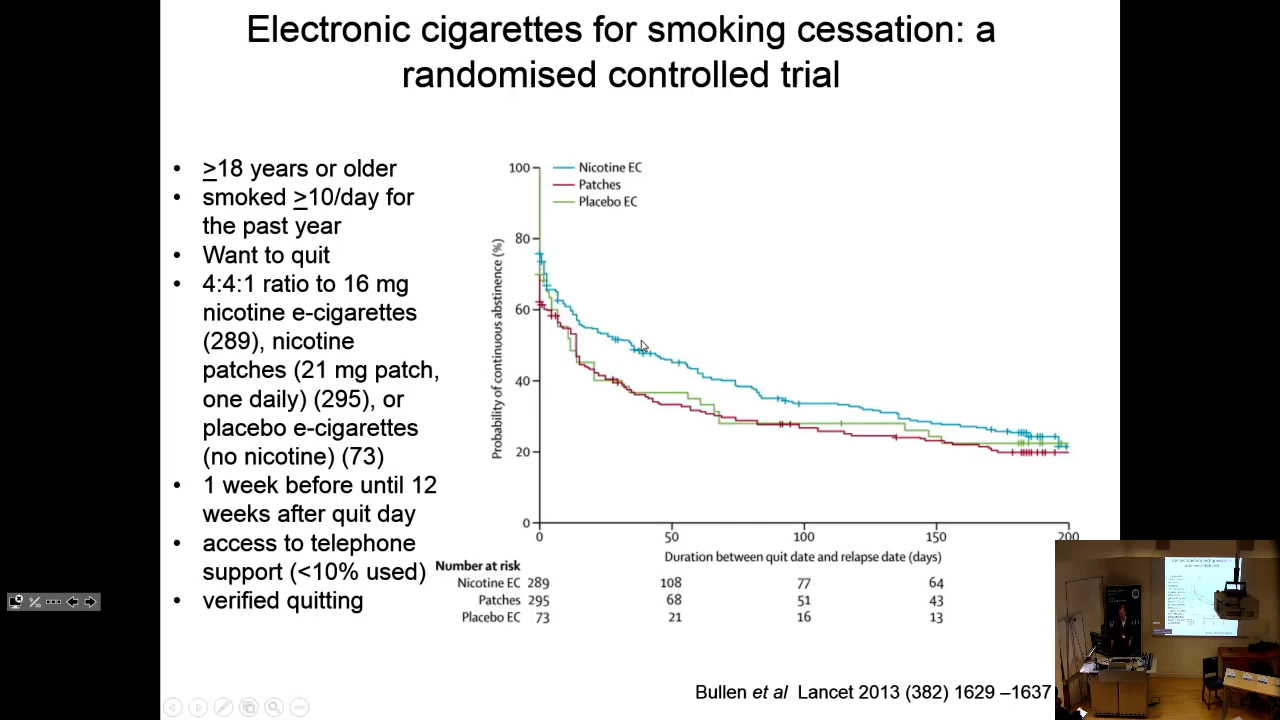 Electronic cigarettes for smoking cessation: a
randomised controlled trial
• ≥18 years or older
• smoked ≥10/day for
the past year
• Want to quit
• 4:4:1 ratio to 16 mg
nicotine e-cigarettes
(289), nicotine
patches (21 mg patch,
one daily) (295), or
placebo e-cigarettes
(no nicotine) (73)
• 1 week before until 12
weeks after quit day
• access to telephone
support (<10% used)
• verified quitting
Nicotine EC
Patches
Placebo EC
Probability of continuous abstinence (%)
100
80
60
40
20
0
0 50 100 150 200
Duration between quit date and relapse date (days)
Number at risk
Nicotine EC 289 108 77 64
Patches 295 68 51 43
Placebo EC 73 21 16 13
Bullen et al Lancet 2013 (382) 1629 –1637